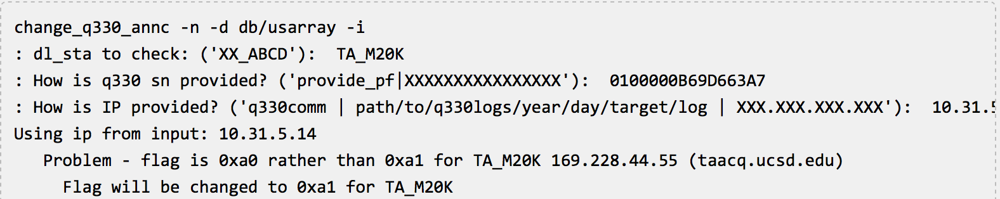 change_q330_annc -n -d db/usarray -i
: dl_sta to check: ('XX_ABCD'):  TA_M20K
: How is q330 sn provided? ('provide_pf|XXXXXXXXXXXXXXXX'):  0100000B69D663A7
: How is IP provided? ('q330comm | path/to/q330logs/year/day/target/log | XXX.XXX.XXX.XXX'):  10.31.5
Using ip from input: 10.31.5.14
   Problem - flag is 0xa0 rather than 0xa1 for TA_M20K 169.228.44.55 (taacq.ucsd.edu)
     Flag will be changed to 0xa1 for TA_M20K